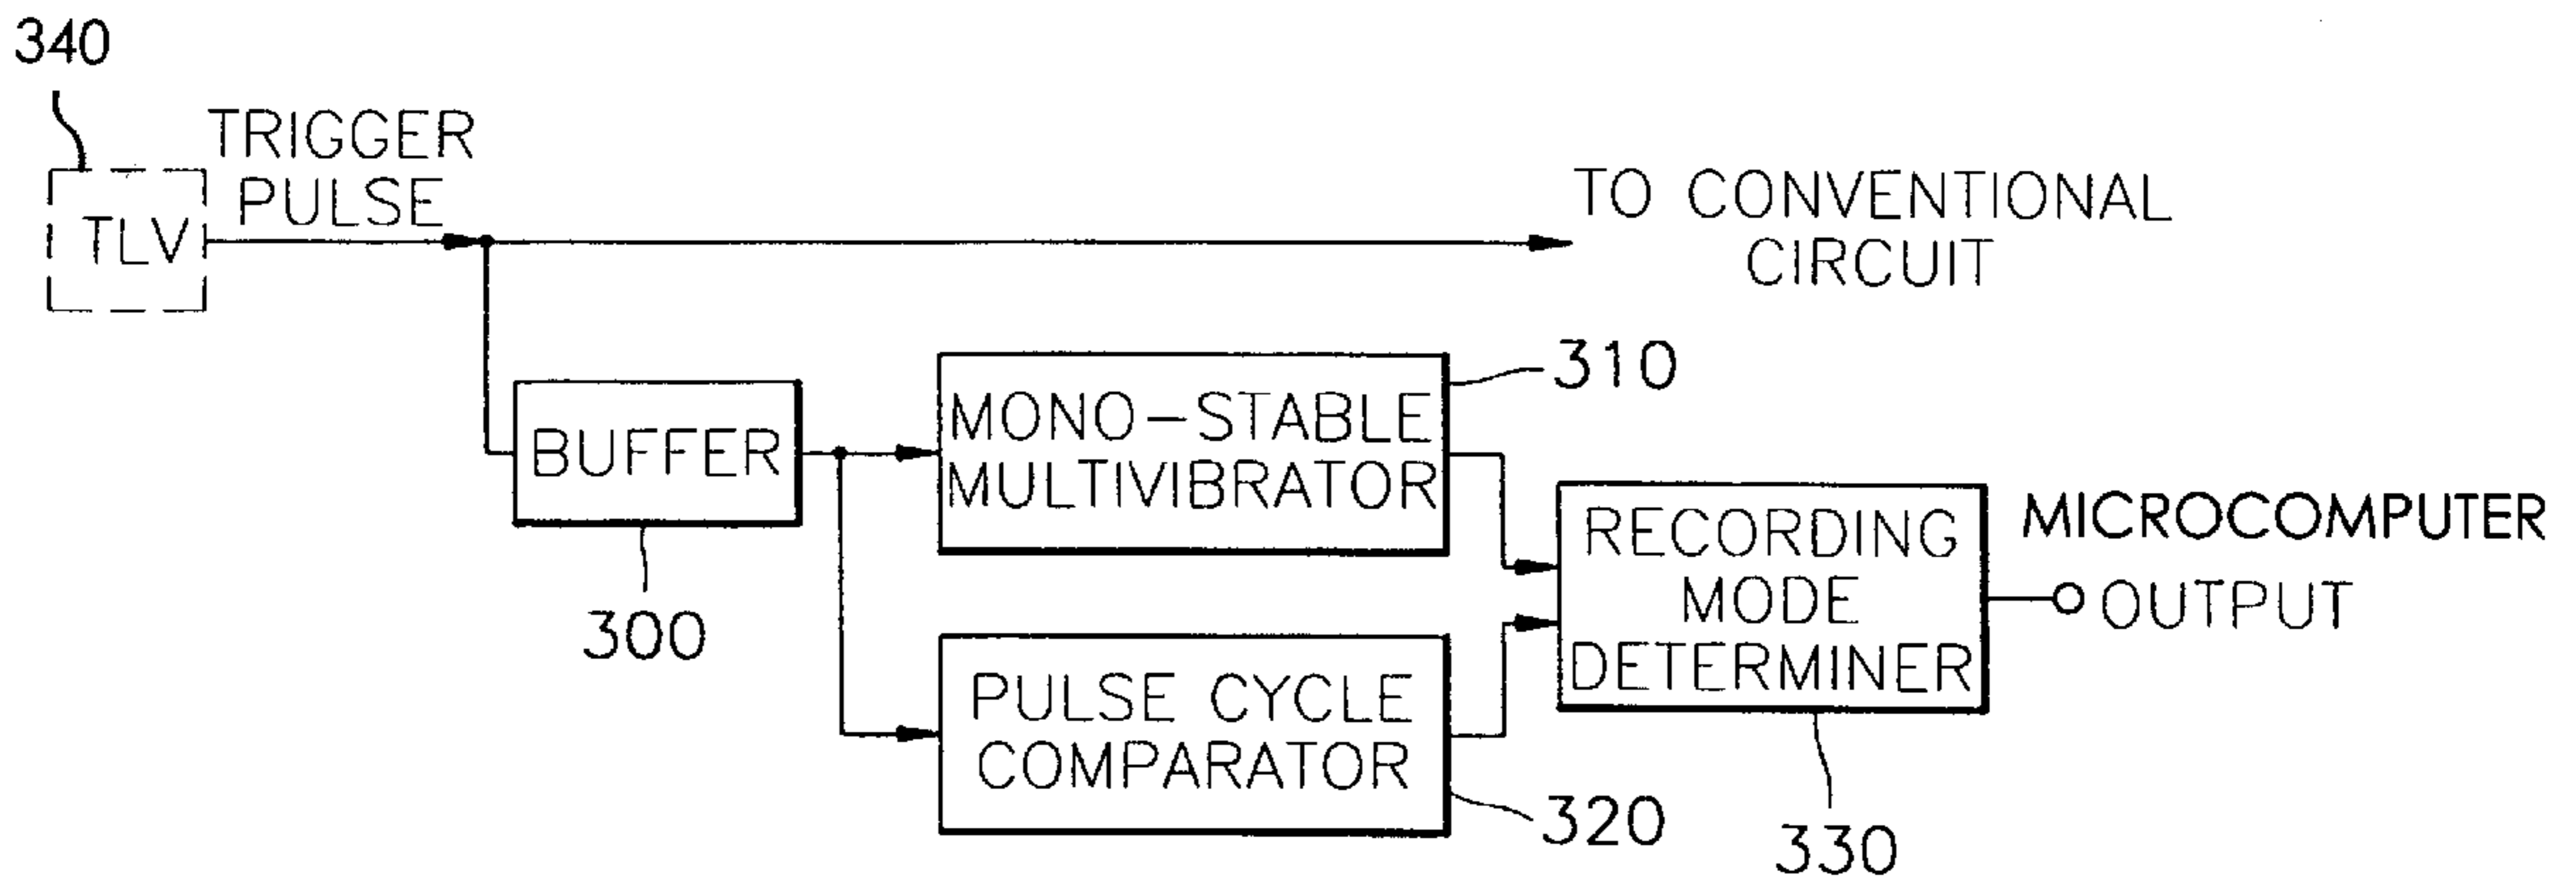 340
TRIGGER
PULSE
TLV
TO CONVENTIONAL
CIRCUIT
310
MONO-STABLE
MULTIVIBRATOR
BUFFER
300
RECORDING
MODE
DETERMINER
MICROCOMPUTER
OUTPUT
PULSE CYCLE
COMPARATOR
320
330